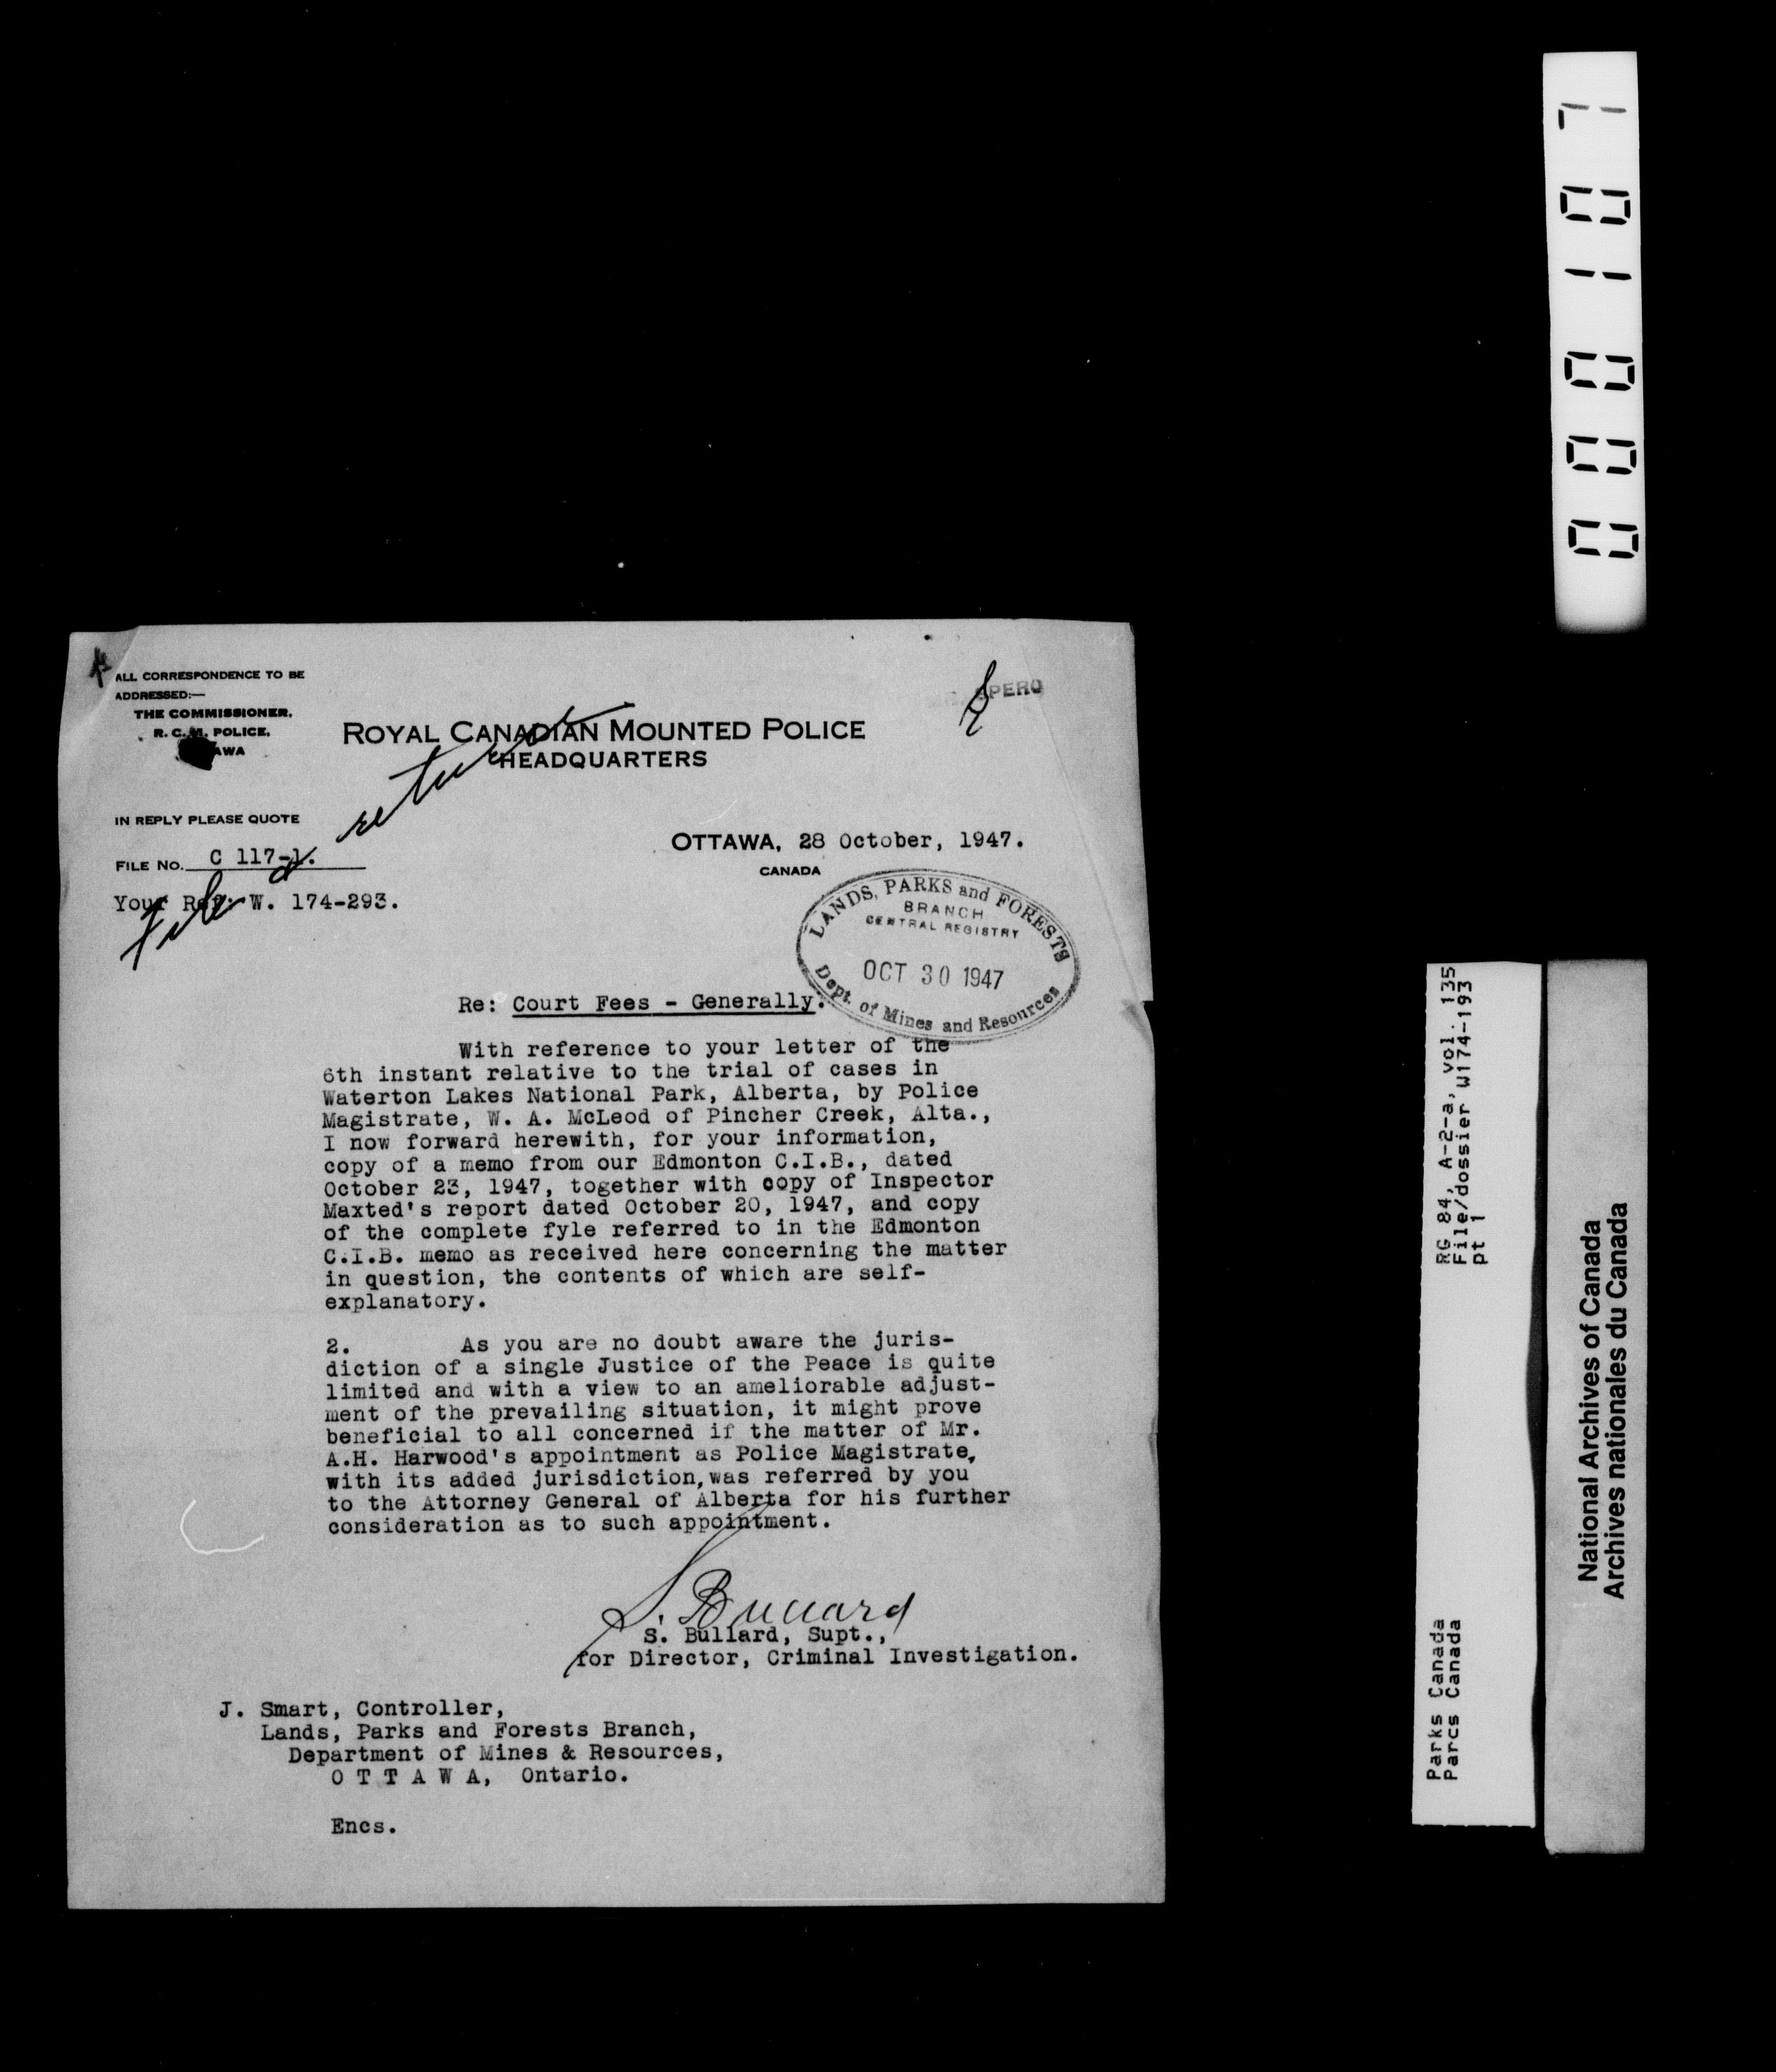 ALL CORRESPONDENCE TO BE
ADDRESSED:—
THE COMMISSIONER,
R. C. M. POLICE,
AWA
SPERO
ROYAL CANADIAN MOUNTED POLICE
HEADQUARTERS
return
IN REPLY PLEASE QUOTE
FILE No. C 117-1.
Your Ref: W. 174-293.
File
OTTAWA, 28 October, 1947.
CANADA
LANDS, PARKS and FORESTS
BRANCH
CENTRAL REGISTRY
OCT 30 1947
Dept. of Mines and Resources
Re: Court Fees - Generally.
With reference to your letter of the
6th instant relative to the trial of cases in
Waterton Lakes National Park, Alberta, by Police
Magistrate, W. A. McLeod of Pincher Creek, Alta.,
I now forward herewith, for your information,
copy of a memo from our Edmonton C.I.B., dated
October 23, 1947, together with copy of Inspector
Maxted's report dated October 20, 1947, and copy
of the complete fyle referred to in the Edmonton
C.I.B. memo as received here concerning the matter
in question, the contents of which are self-
explanatory.
2. As you are no doubt aware the juris-
diction of a single Justice of the Peace is quite
limited and with a view to an ameliorable adjust-
ment of the prevailing situation, it might prove
beneficial to all concerned if the matter of Mr.
A.H. Harwood's appointment as Police Magistrate,
with its added jurisdiction,was referred by you
to the Attorney General of Alberta for his further
consideration as to such appointment.
S. Bullard
S. Bullard, Supt.,
for Director, Criminal Investigation.
J. Smart, Controller,
Lands, Parks and Forests Branch,
Department of Mines & Resources,
O T T A W A, Ontario.
Encs.
000107
RG 84, A-2-a, vol. 135
File/dossier W174-193
pt 1
Parks Canada
Parcs Canada
National Archives of Canada
Archives nationales du Canada